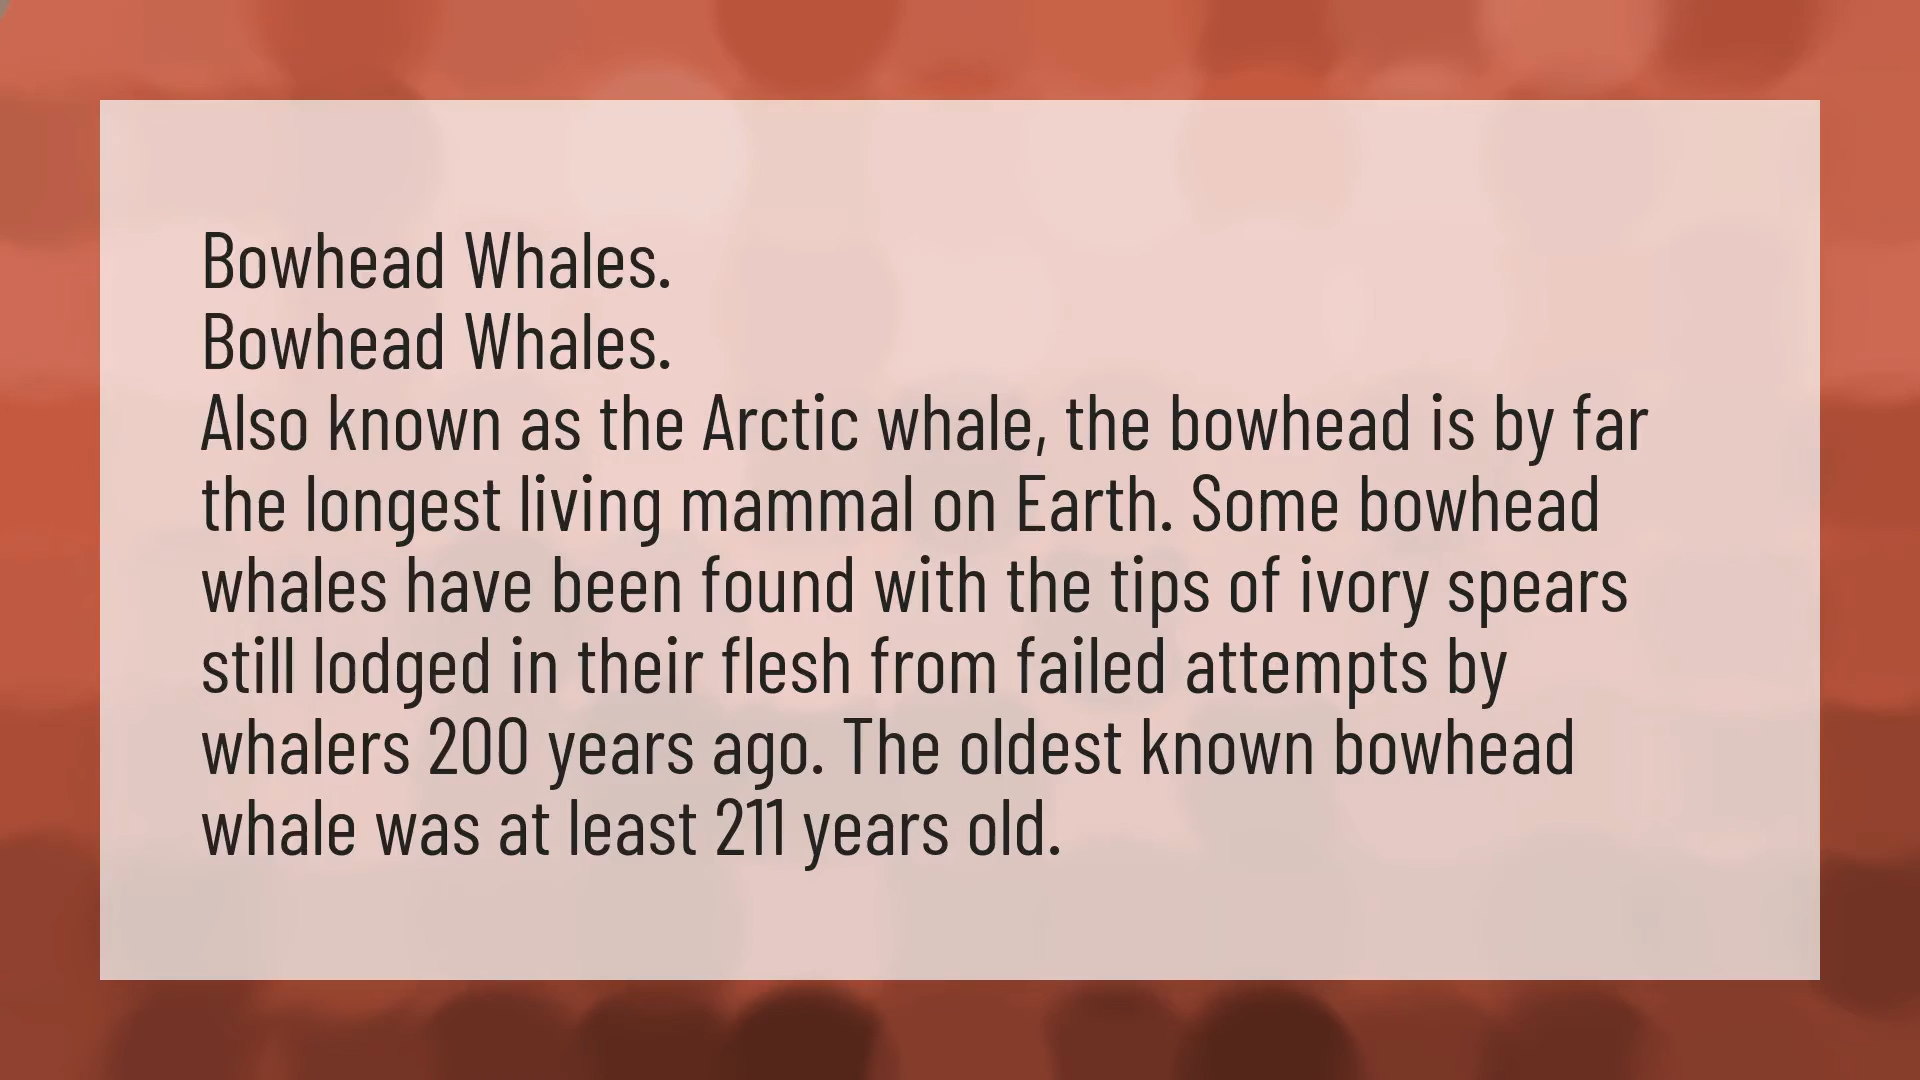 Bowhead Whales.
Bowhead Whales.
Also known as the Arctic whale, the bowhead is by far
the longest living mammal on Earth. Some bowhead
whales have been found with the tips of ivory spears
still lodged in their flesh from failed attempts by
whalers 200 years ago. The oldest known bowhead
whale was at least 211 years old.